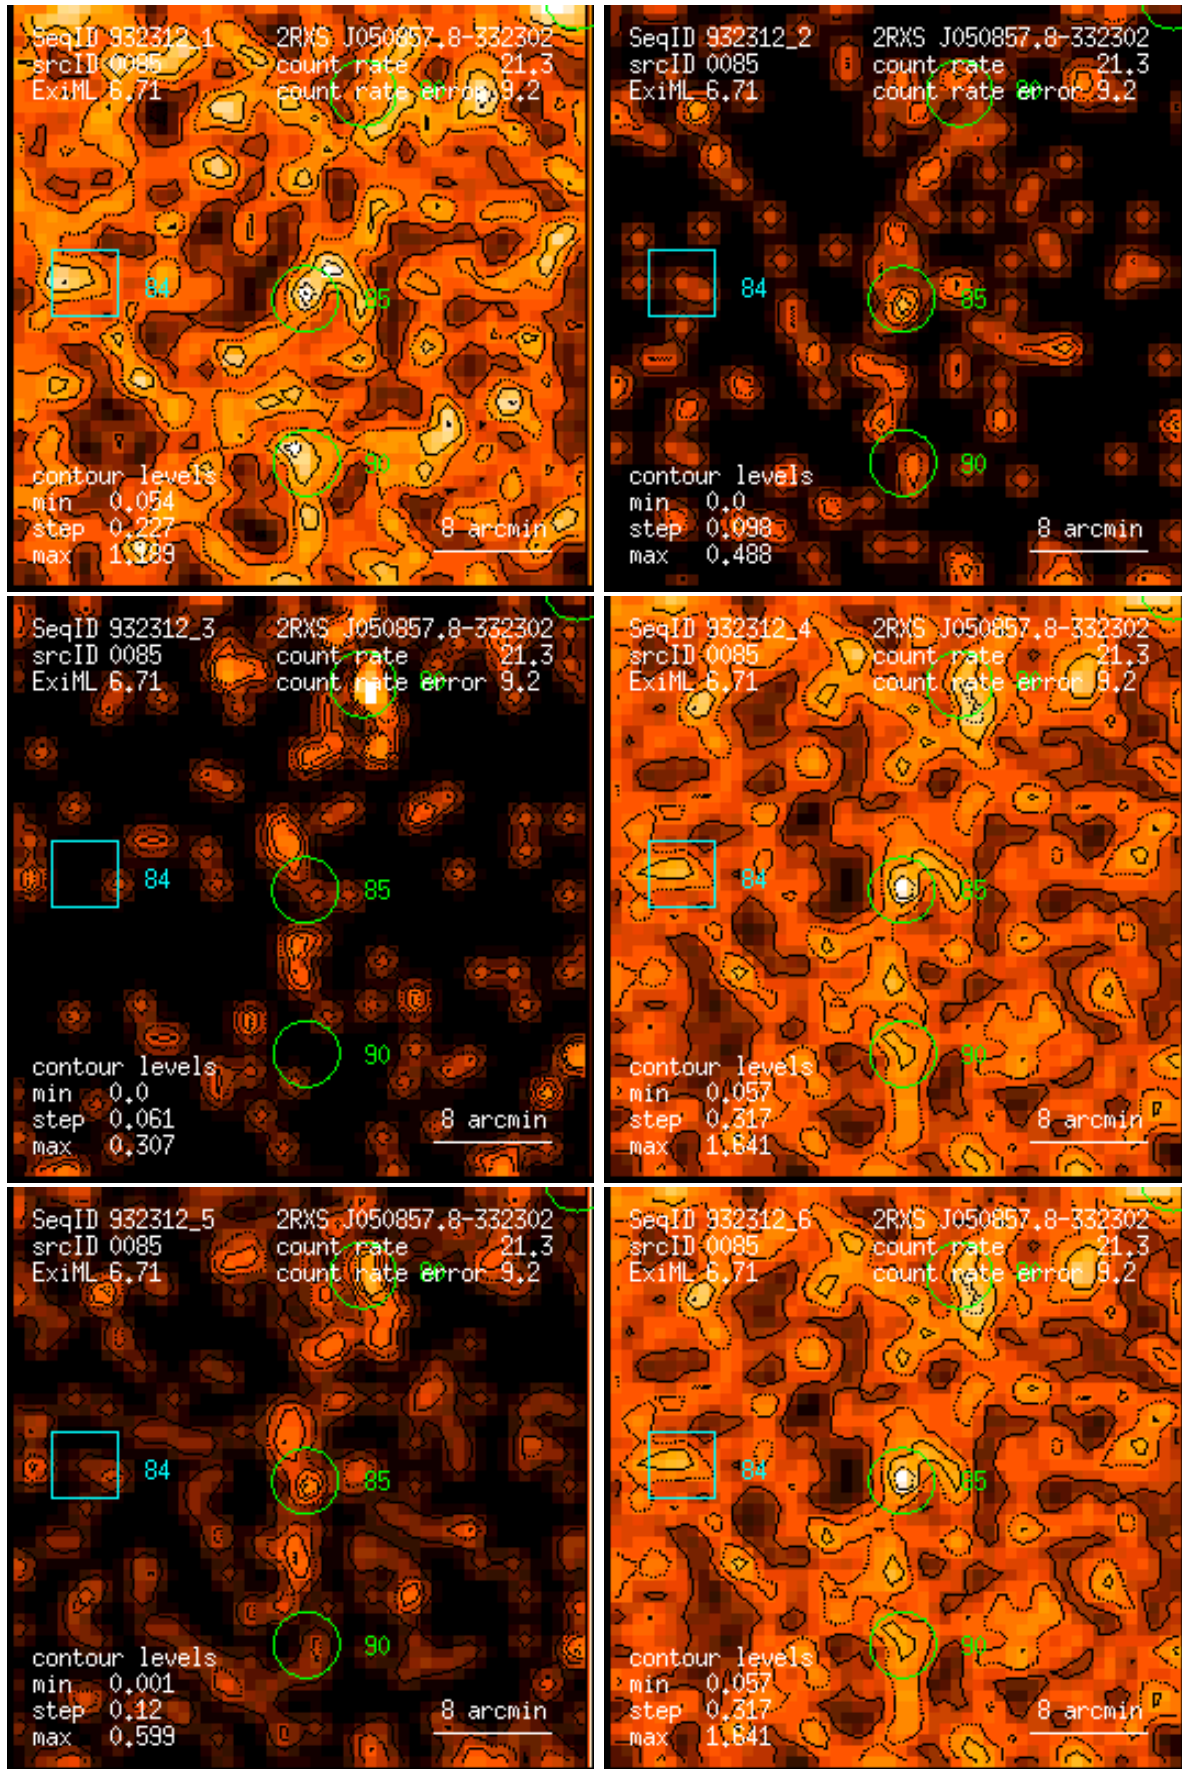 SeqID 932312_1 2RXS J050857.8-332302
srcID 0085 count rate 21.3
ExiML 6.71 count rate error 9.2
84
85
90
contour levels
min 0.054
step 0.227 8 arcmin
max 1.189
SeqID 932312_2 2RXS J050857.8-332302
srcID 0085 count rate 21.3
ExiML 6.71 count rate error 9.2
84
85
90
contour levels
min 0.0
step 0.098 8 arcmin
max 0.488
SeqID 932312_3 2RXS J050857.8-332302
srcID 0085 count rate 21.3
ExiML 6.71 count rate error 9.2
84
85
90
contour levels
min 0.0
step 0.061 8 arcmin
max 0.307
SeqID 932312_4 2RXS J050857.8-332302
srcID 0085 count rate 21.3
ExiML 6.71 count rate error 9.2
84
85
90
contour levels
min 0.057
step 0.317 8 arcmin
max 1.641
SeqID 932312_5 2RXS J050857.8-332302
srcID 0085 count rate 21.3
ExiML 6.71 count rate error 9.2
84
85
90
contour levels
min 0.001
step 0.12 8 arcmin
max 0.599
SeqID 932312_6 2RXS J050857.8-332302
srcID 0085 count rate 21.3
ExiML 6.71 count rate error 9.2
84
85
90
contour levels
min 0.057
step 0.317 8 arcmin
max 1.641